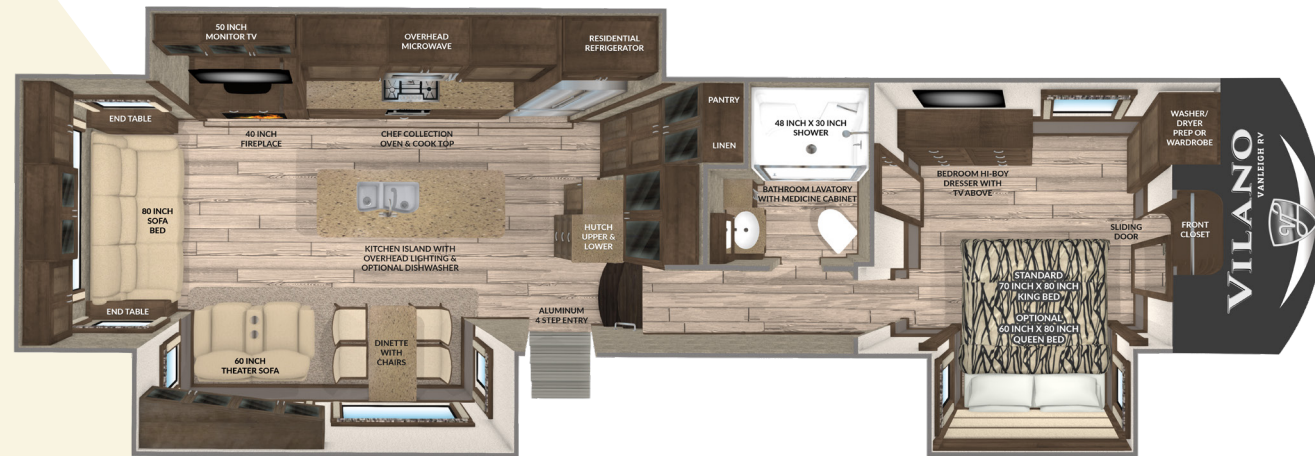 50 INCH
MONITOR TV
OVERHEAD
MICROWAVE
RESIDENTIAL
REFRIGERATOR
END TABLE
40 INCH
FIREPLACE
CHEF COLLECTION
OVEN & COOK TOP
PANTRY
LINEN
48 INCH X 30 INCH
SHOWER
WASHER/
DRYER
PREP OR
WARDROBE
BATHROOM LAVATORY
WITH MEDICINE CABINET
BEDROOM HI-BOY
DRESSER WITH
TV ABOVE
80 INCH
SOFA
BED
KITCHEN ISLAND WITH
OVERHEAD LIGHTING &
OPTIONAL DISHWASHER
HUTCH
UPPER &
LOWER
SLIDING
DOOR
FRONT
CLOSET
VILANO
VANLEIGH RV
STANDARD
70 INCH X 80 INCH
KING BED
OPTIONAL
60 INCH X 80 INCH
QUEEN BED
END TABLE
60 INCH
THEATER SOFA
DINETTE
WITH
CHAIRS
ALUMINUM
4 STEP ENTRY